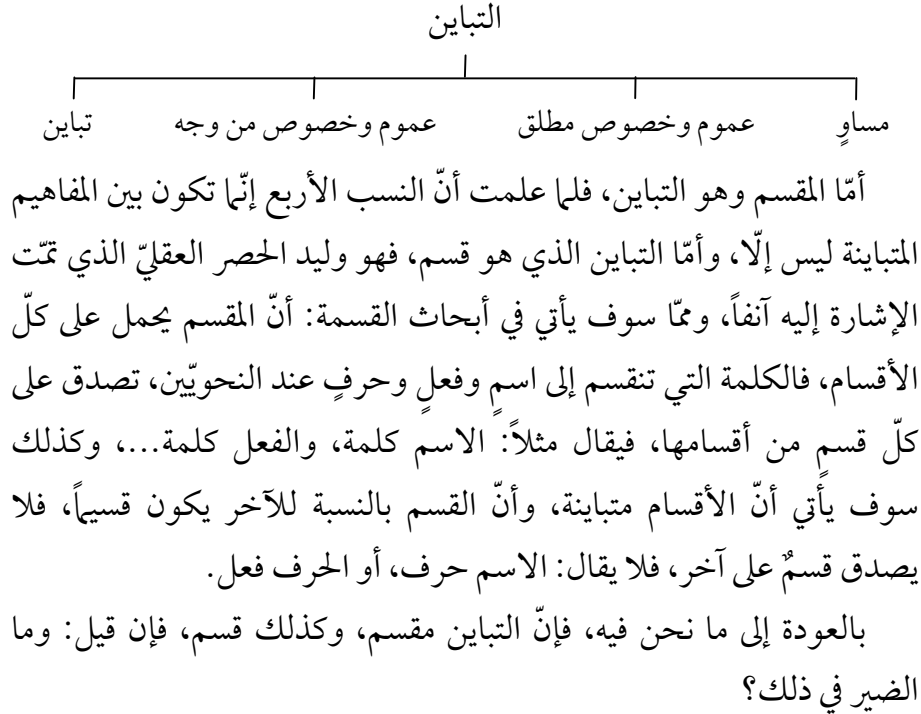 التباين
مساوٍ عموم وخصوص مطلق عموم وخصوص من وجه تباين
أمّا المقسم وهو التباين، فلما علمت أنّ النسب الأربع إنّما تكون بين المفاهيم
المتباينة ليس إلّا، وأمّا التباين الذي هو قسم، فهو وليد الحصر العقليّ الذي تمّت
الإشارة إليه آنفاً، وممّا سوف يأتي في أبحاث القسمة: أنّ المقسم يحمل على كلّ
الأقسام، فالكلمة التي تنقسم إلى اسمٍ وفعلٍ وحرفٍ عند النحويّين، تصدق على
كلّ قسمٍ من أقسامها، فيقال مثلاً: الاسم كلمة، والفعل كلمة...، وكذلك
سوف يأتي أنّ الأقسام متباينة، وأنّ القسم بالنسبة للآخر يكون قسيماً، فلا
يصدق قسمٌ على آخر، فلا يقال: الاسم حرف، أو الحرف فعل.
بالعودة إلى ما نحن فيه، فإنّ التباين مقسم، وكذلك قسم، فإن قيل: وما
الضير في ذلك؟